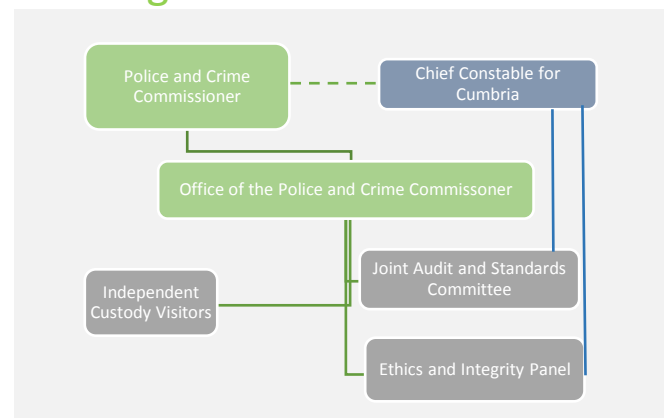 Police and Crime
Commissioner
Chief Constable for
Cumbria
Office of the Police and Crime Commissoner
Joint Audit and Standards
Committee
Independent
Custody Visitors
Ethics and Integrity Panel